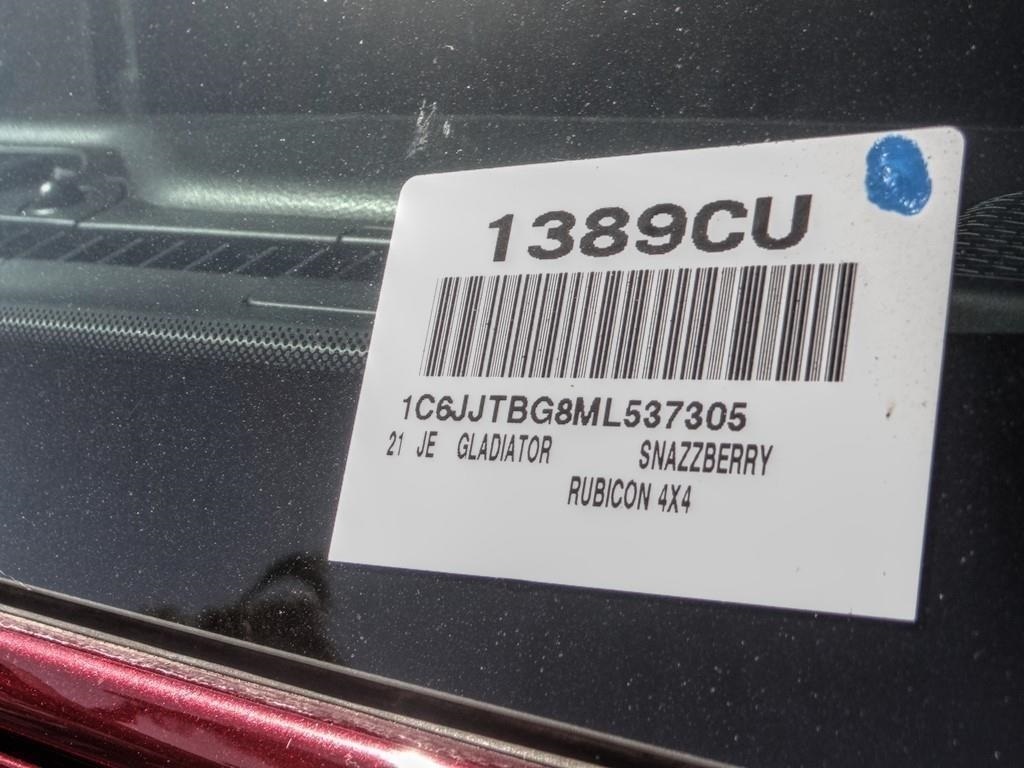 1389CU
1C6JJTBG8ML537305
21 JE GLADIATOR SNAZZBERRY
RUBICON 4X4